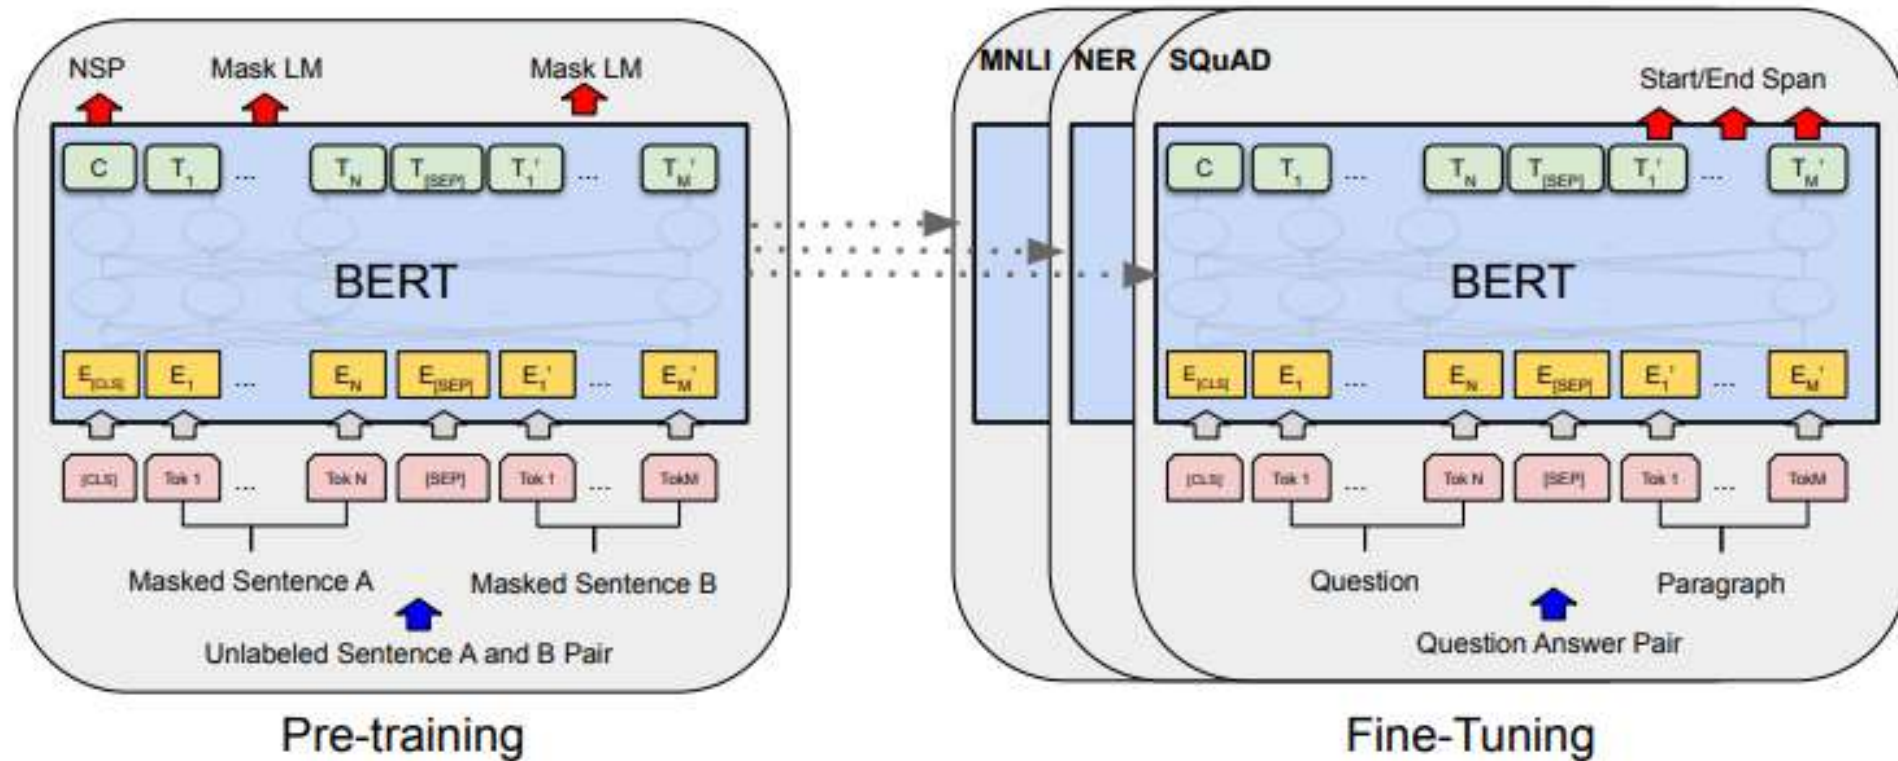 NSP Mask LM Mask LM
C T1 ... TN T[SEP] T1' ... TM'
BERT
E[CLS] E1 ... EN E[SEP] E1' ... EM'
[CLS] Tok 1 ... Tok N [SEP] Tok 1 ... TokM
Masked Sentence A Masked Sentence B
Unlabeled Sentence A and B Pair
Pre-training
MNLI NER SQuAD
Start/End Span
C T1 ... TN T[SEP] T1' ... TM'
BERT
E[CLS] E1 ... EN E[SEP] E1' ... EM'
[CLS] Tok 1 ... Tok N [SEP] Tok 1 ... TokM
Question Paragraph
Question Answer Pair
Fine-Tuning